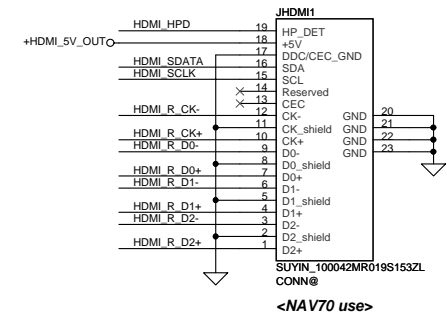 JHDMI1
HDMI_HPD 19 HP_DET
+HDMI_5V_OUT 18 +5V
17 DDC/CEC_GND
HDMI_SDATA 16 SDA
HDMI_SCLK 15 SCL
14 Reserved
13 CEC
HDMI_R_CK- 12 CK- GND 20
11 CK_shield GND 21
HDMI_R_CK+ 10 CK+ GND 22
HDMI_R_D0- 9 D0- GND 23
8 D0_shield
HDMI_R_D0+ 7 D0+
HDMI_R_D1- 6 D1-
5 D1_shield
HDMI_R_D1+ 4 D1+
HDMI_R_D2- 3 D2-
2 D2_shield
HDMI_R_D2+ 1 D2+
SUYIN_100042MR019S153ZL
CONN@
<NAV70 use>